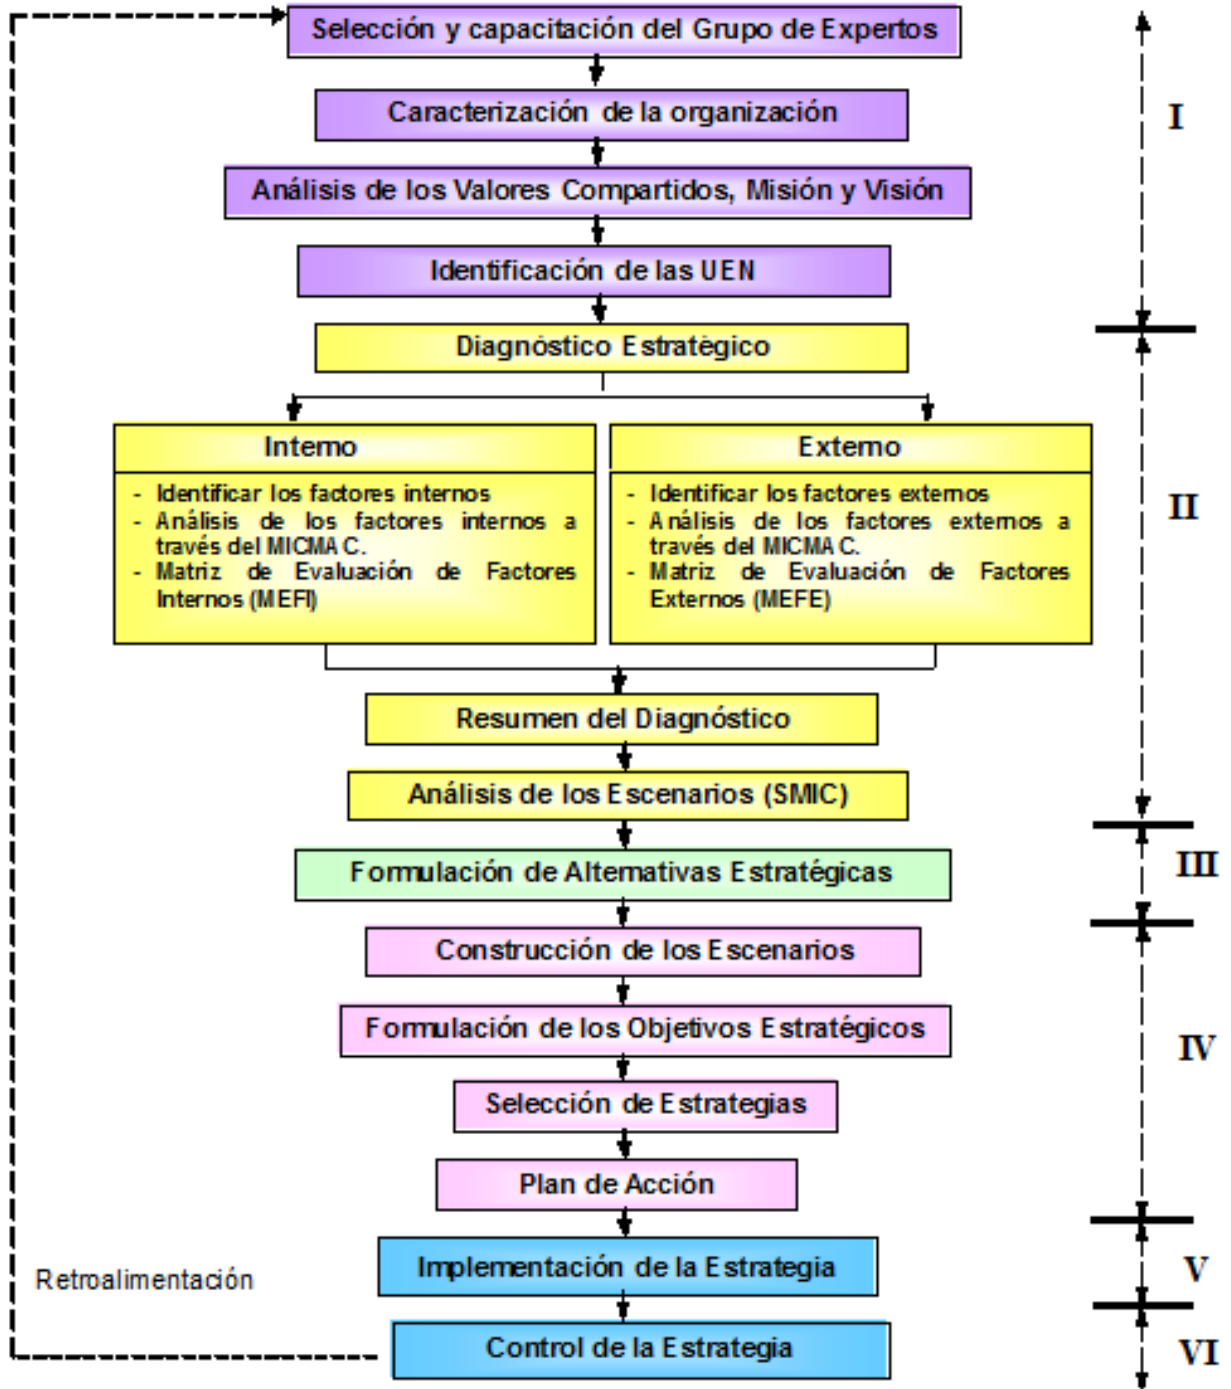 Selección y capacitación del Grupo de Expertos
Caracterización de la organización
I
Análisis de los Valores Compartidos, Misión y Visión
Identificación de las UEN
Diagnóstico Estratégico
Interno
- Identificar los factores internos
- Análisis de los factores internos a
través del MICMAC.
- Matriz de Evaluación de Factores
Internos (MEFI)
Externo
- Identificar los factores externos
- Análisis de los factores externos a
través del MICMAC.
- Matriz de Evaluación de Factores
Externos (MEFE)
II
Resumen del Diagnóstico
Análisis de los Escenarios (SMIC)
Formulación de Alternativas Estratégicas
III
Construcción de los Escenarios
Formulación de los Objetivos Estratégicos
IV
Selección de Estrategias
Plan de Acción
Implementación de la Estrategia
V
Retroalimentación
Control de la Estrategia
VI